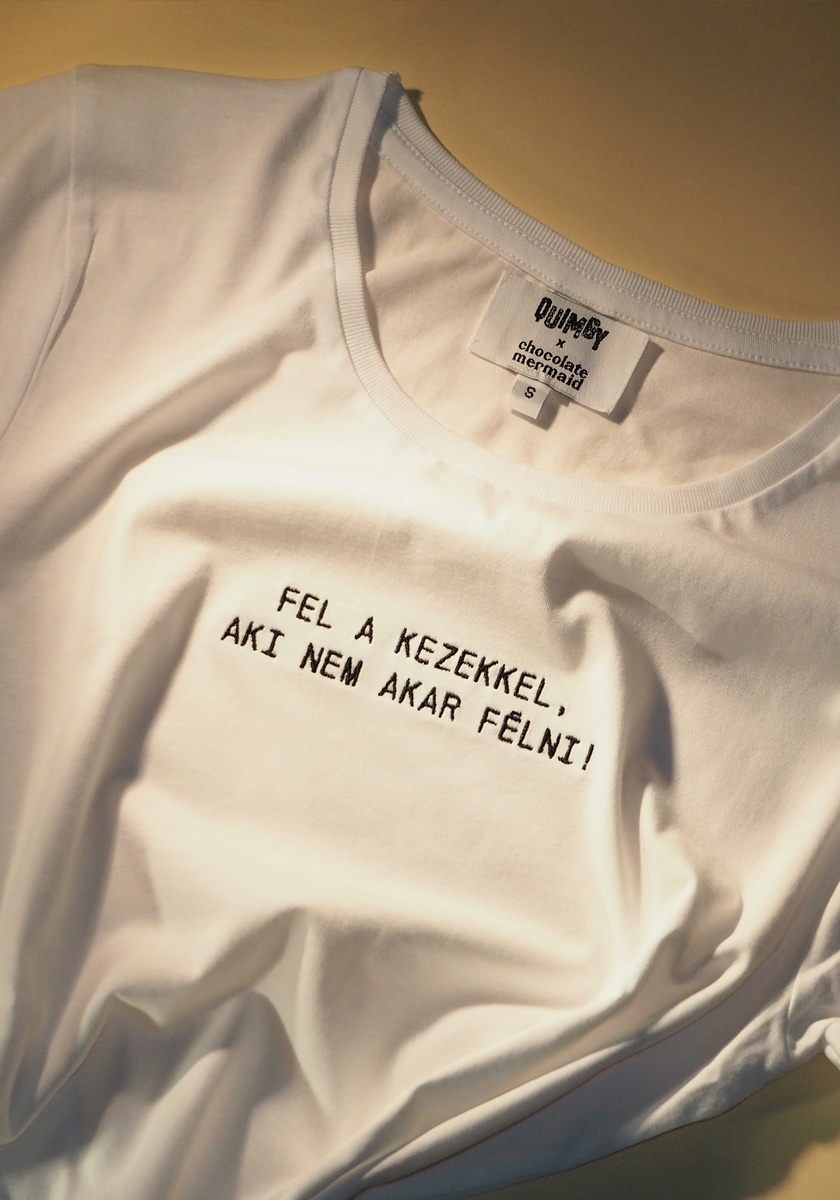 QUIMBY
x
chocolate
mermaid
S
FEL A KEZEKKEL,
AKI NEM AKAR FÉLNI!